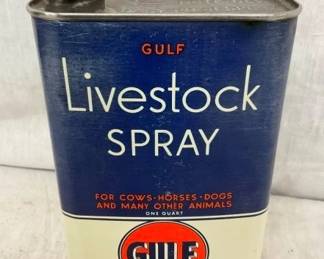 GULF
Livestock
SPRAY
FOR COWS-HORSES-DOGS
AND MANY OTHER ANIMALS
ONE QUART
GULF